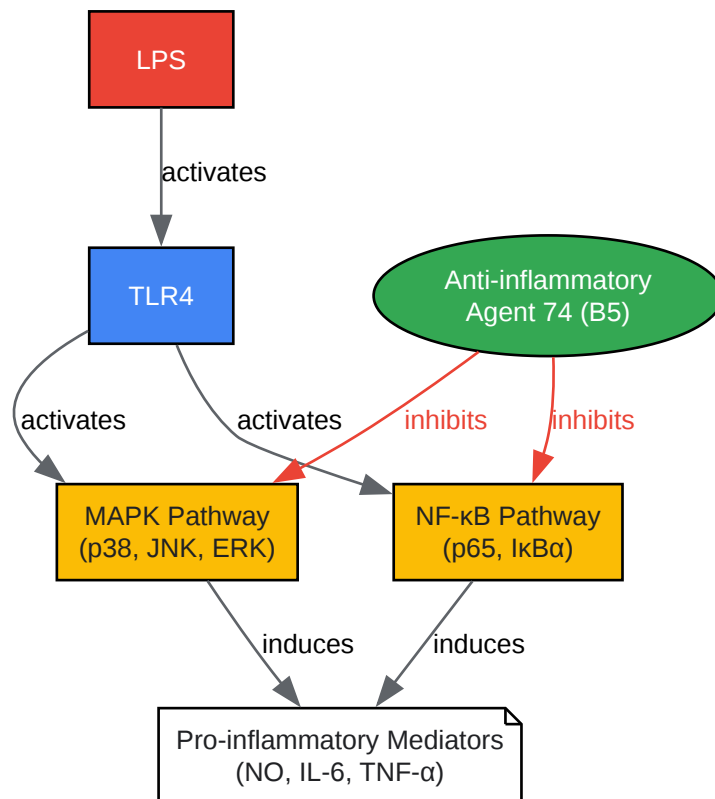 LPS
activates
TLR4
Anti-inflammatory
Agent 74 (B5)
activates
activates
inhibits
inhibits
MAPK Pathway
(p38, JNK, ERK)
NF-κB Pathway
(p65, IκBα)
induces
induces
Pro-inflammatory Mediators
(NO, IL-6, TNF-α)